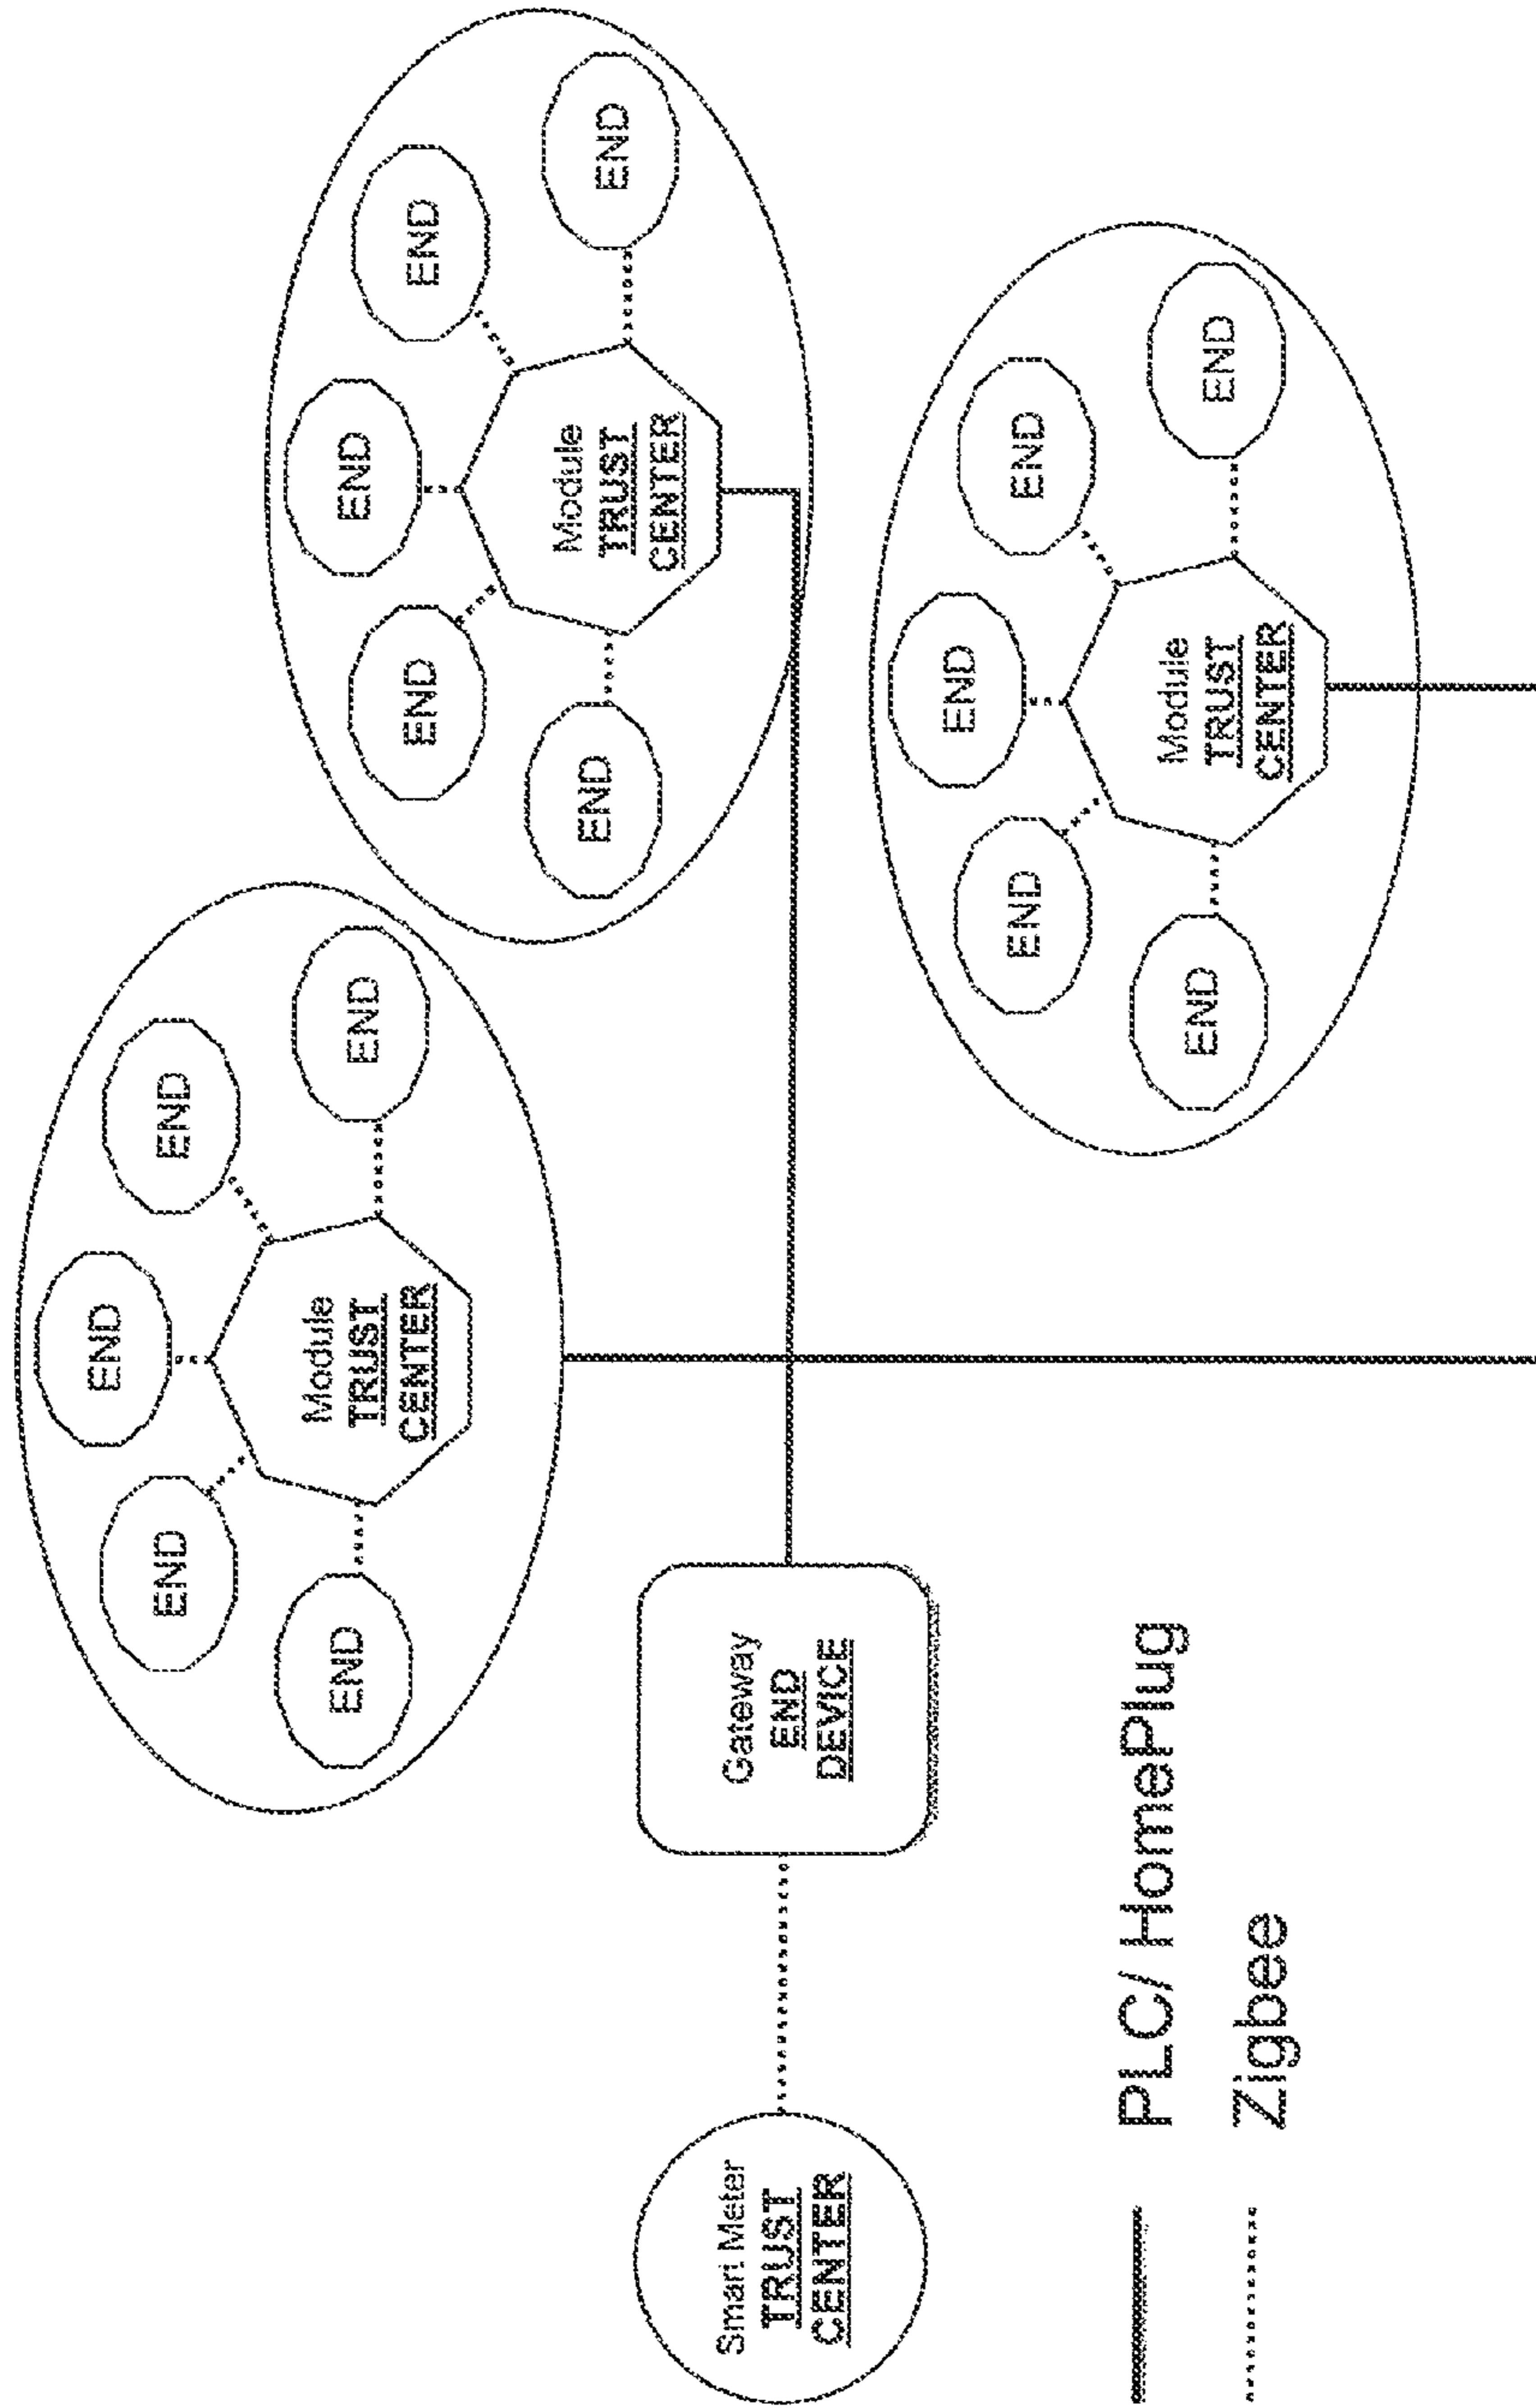 END
END
END
END
END
Module
TRUST
CENTER
END
END
END
END
END
Module
TRUST
CENTER
Smart Meter
TRUST
CENTER
Gateway
END
DEVICE
END
END
END
END
END
Module
TRUST
CENTER
PLC/ HomePlug
Zigbee